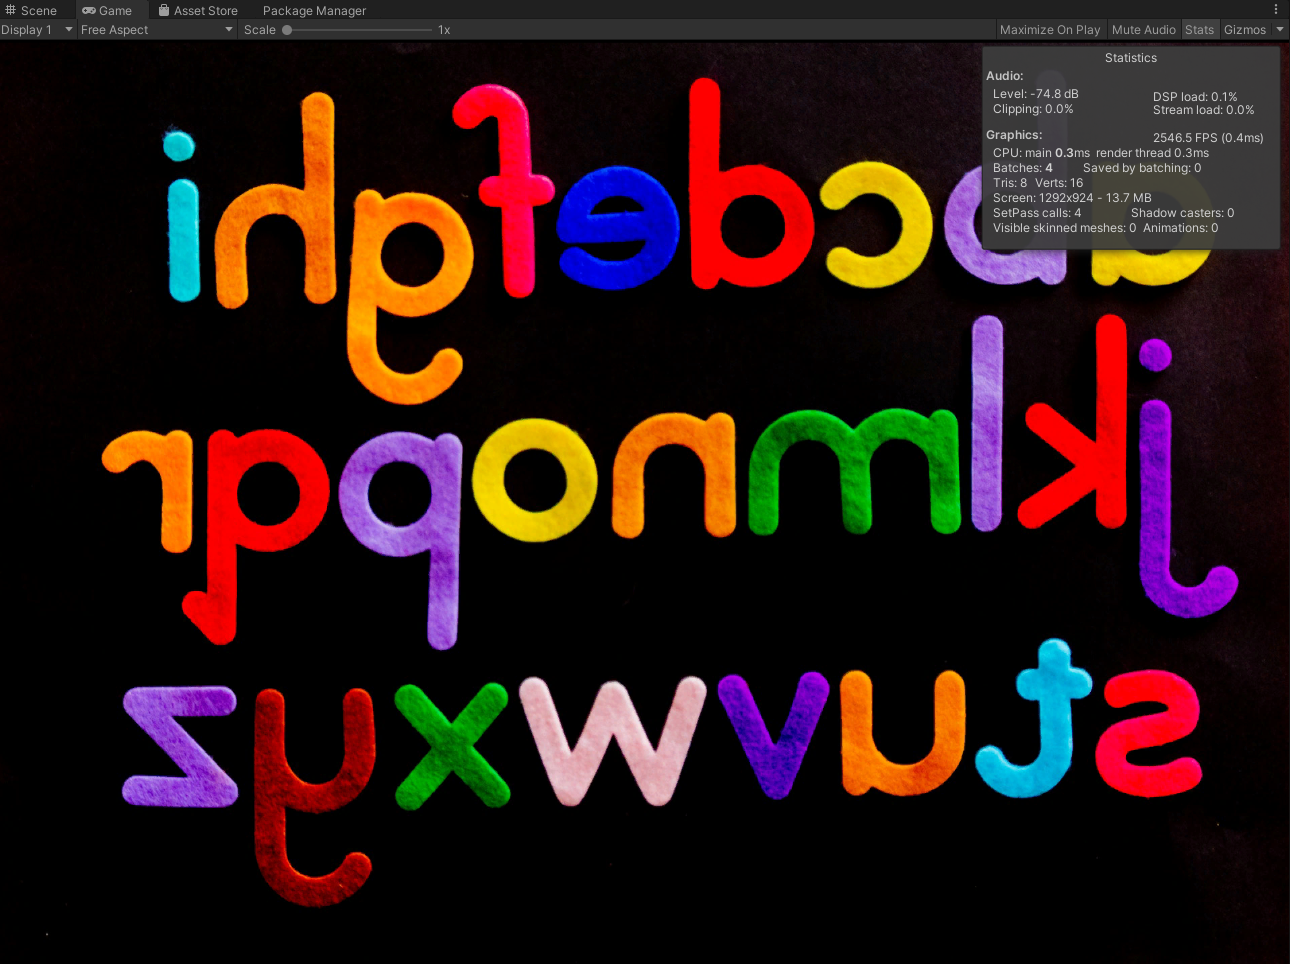 Scene Game Asset Store Package Manager
Display 1 Free Aspect Scale 1x Maximize On Play Mute Audio Stats Gizmos
Statistics
Audio:
Level: -74.8 dB DSP load: 0.1%
Clipping: 0.0% Stream load: 0.0%
Graphics: 2546.5 FPS (0.4ms)
CPU: main 0.3ms render thread 0.3ms
Batches: 4 Saved by batching: 0
Tris: 8 Verts: 16
Screen: 1292x924 - 13.7 MB
SetPass calls: 4 Shadow casters: 0
Visible skinned meshes: 0 Animations: 0
a b c d e f g h i
j k l m n o p q r
s t u v w x y z